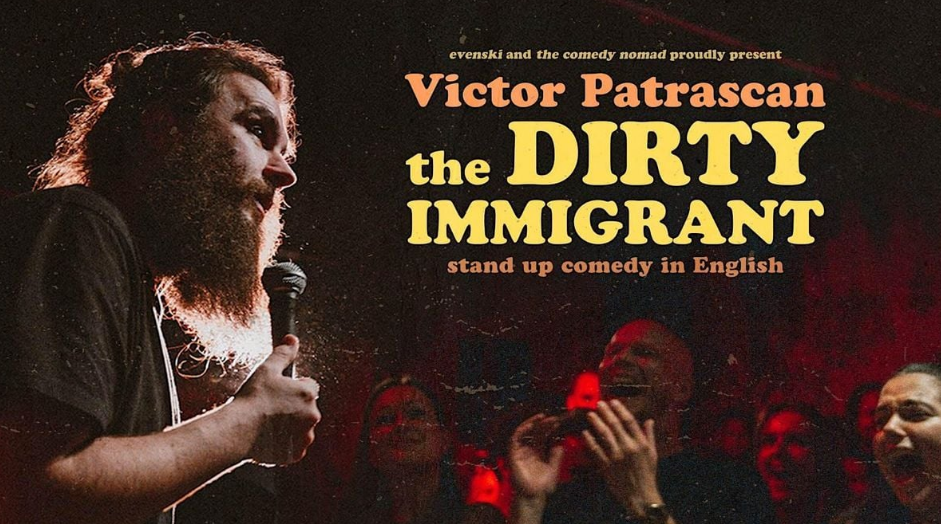 evenski and the comedy nomad proudly present
Victor Patrascan
the DIRTY
IMMIGRANT
stand up comedy in English